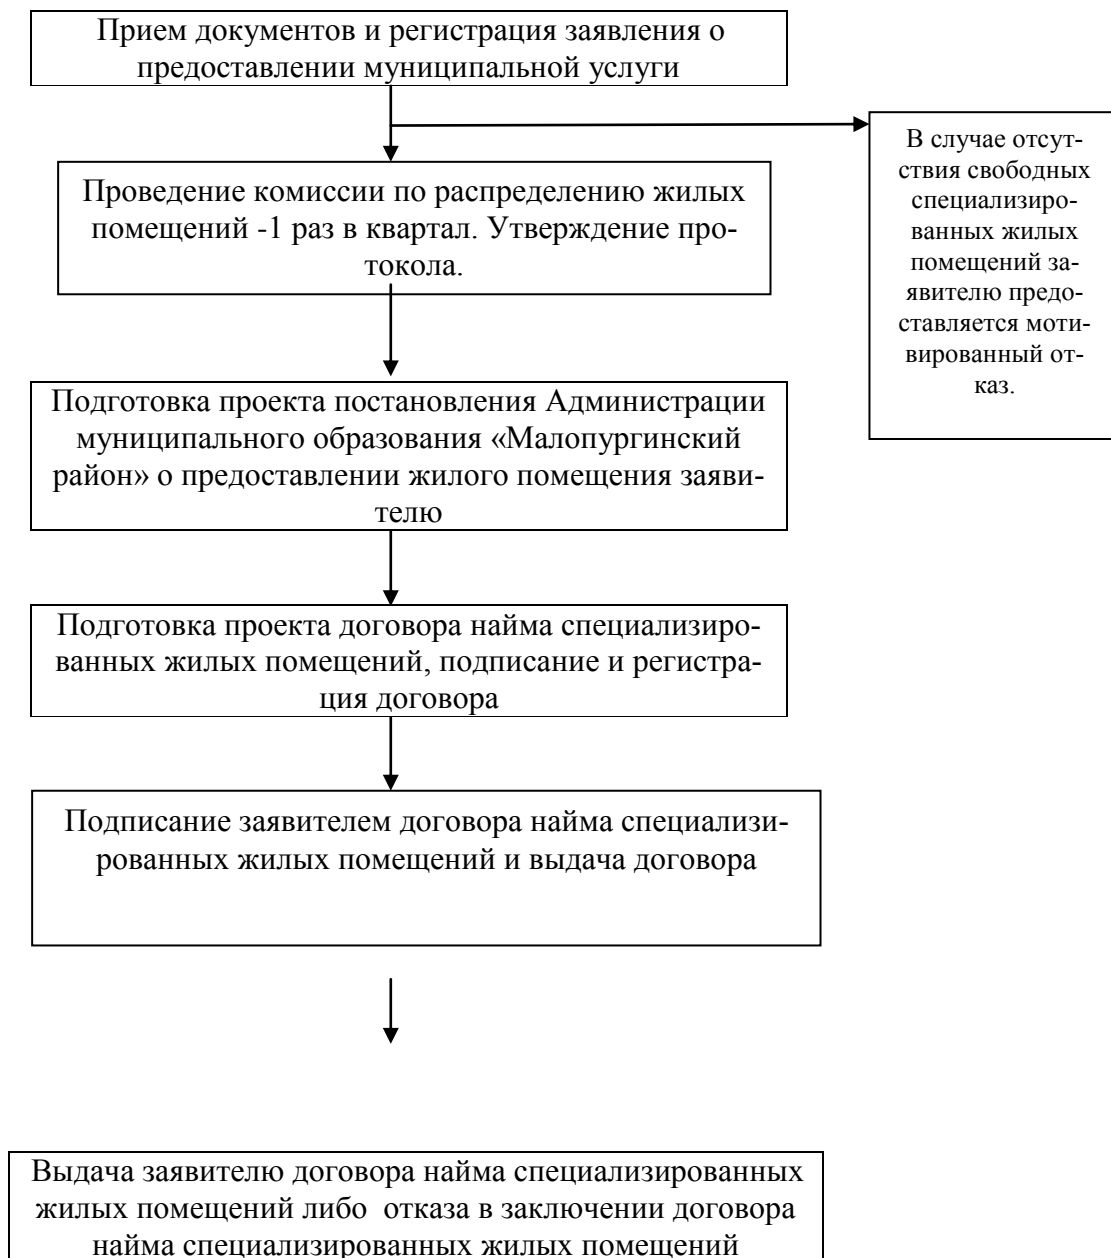 Прием документов и регистрация заявления о
предоставлении муниципальной услуги
В случае отсут-
ствия свободных
специализиро-
ванных жилых
помещений за-
явителю предо-
ставляется моти-
вированный от-
каз.
Проведение комиссии по распределению жилых
помещений -1 раз в квартал. Утверждение про-
токола.
Подготовка проекта постановления Администрации
муниципального образования «Малопургинский
район» о предоставлении жилого помещения заяви-
телю
Подготовка проекта договора найма специализиро-
ванных жилых помещений, подписание и регистра-
ция договора
Подписание заявителем договора найма специализи-
рованных жилых помещений и выдача договора
Выдача заявителю договора найма специализированных
жилых помещений либо  отказа в заключении договора
найма специализированных жилых помещений